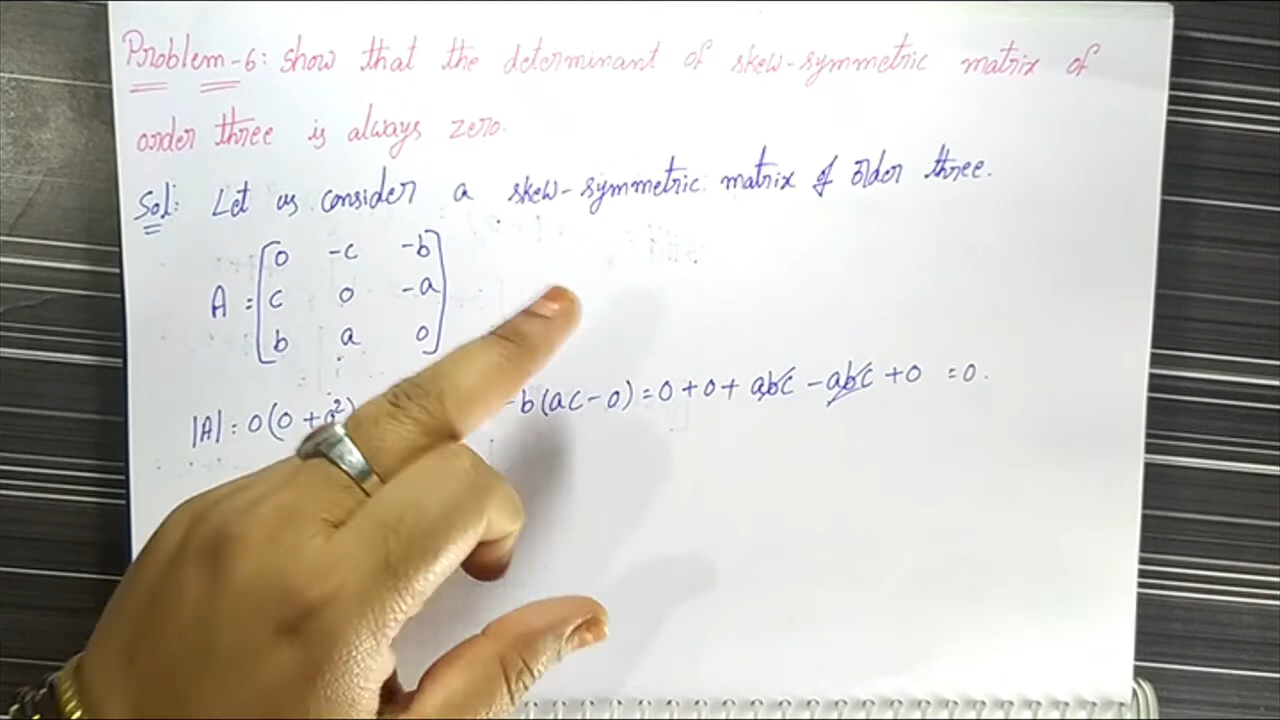 Problem-6: Show that the determinant of skew-symmetric matrix of
order three is always zero.
Sol: Let us consider a skew-symmetric matrix of order three.
A = [0 -c -b
c 0 -a
b a 0]
|A| = 0(0+a²) -b(ac-0) = 0+0+abc-abc+0 =0.